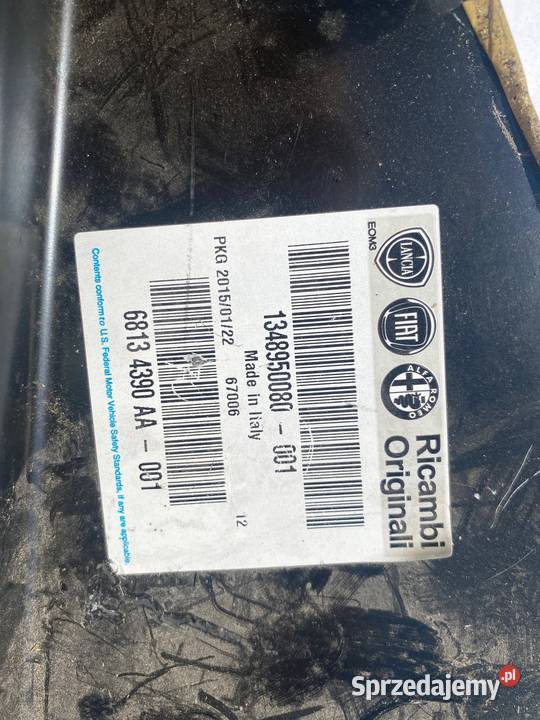 LANCIA
FIAT
ALFA ROMEO
Ricambi
Originali
EOM3
1348950080-001
Made in Italy
67006
12
PKG 2015/01/22
6813 4390 AA-001
Contents conform to U.S. Federal Motor Vehicle Safety Standards, if any are applicable.
Sprzedajemy.pl